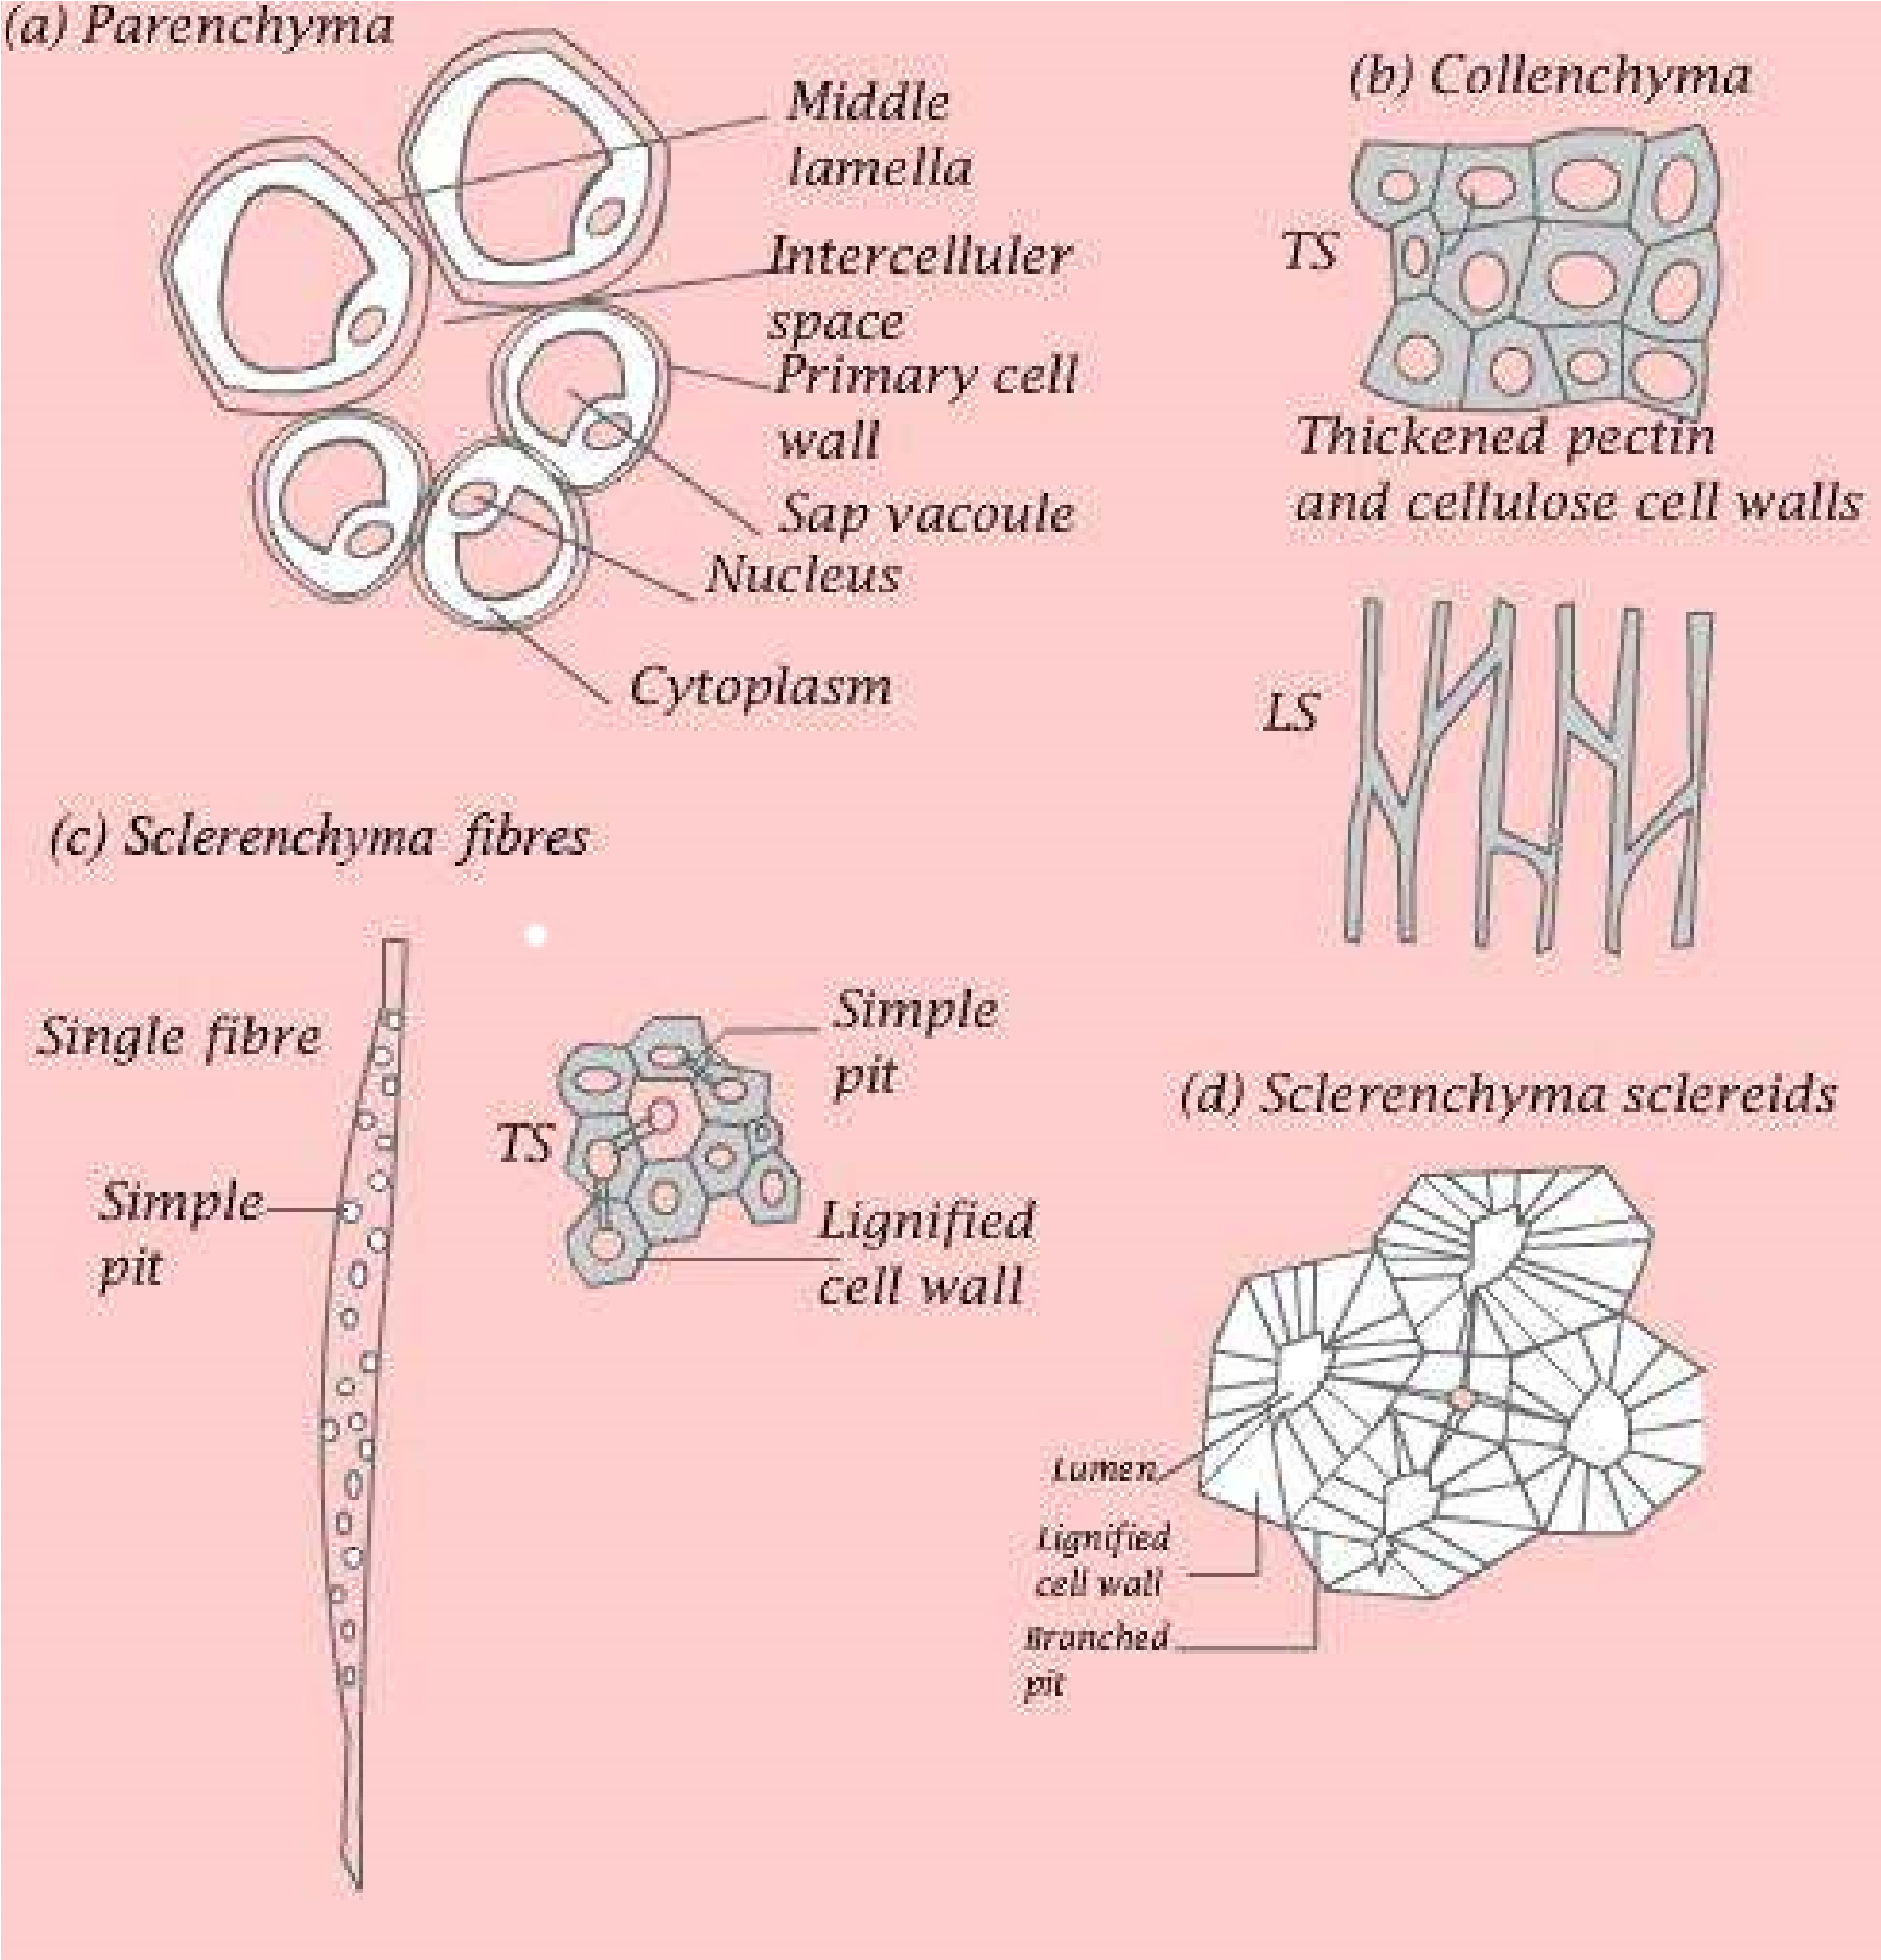 (a) Parenchyma
Middle
lamella
Intercelluler
space
Primary cell
wall
Sap vacoule
Nucleus
Cytoplasm
(b) Collenchyma
TS
Thickened pectin
and cellulose cell walls
LS
(c) Sclerenchyma fibres
Single fibre
Simple
pit
TS
Simple
pit
Lignified
cell wall
(d) Sclerenchyma sclereids
Lumen
Lignified
cell wall
Branched
pit